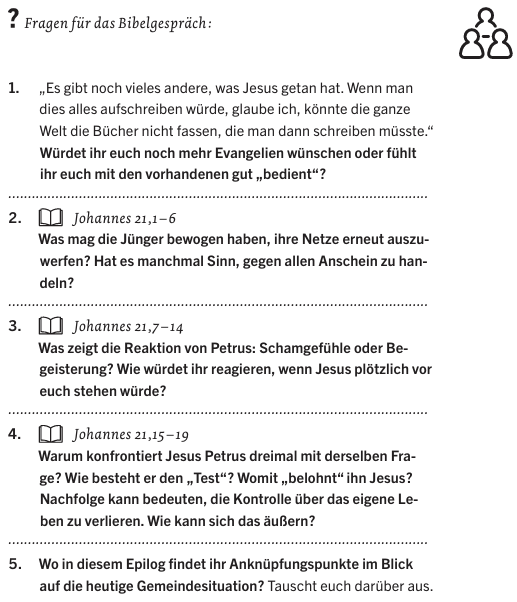 ? Fragen für das Bibelgespräch:
1. „Es gibt noch vieles andere, was Jesus getan hat. Wenn man
dies alles aufschreiben würde, glaube ich, könnte die ganze
Welt die Bücher nicht fassen, die man dann schreiben müsste.“
Würdet ihr euch noch mehr Evangelien wünschen oder fühlt
ihr euch mit den vorhandenen gut „bedient“?
2. Johannes 21,1–6
Was mag die Jünger bewogen haben, ihre Netze erneut auszu-
werfen? Hat es manchmal Sinn, gegen allen Anschein zu han-
deln?
3. Johannes 21,7–14
Was zeigt die Reaktion von Petrus: Schamgefühle oder Be-
geisterung? Wie würdet ihr reagieren, wenn Jesus plötzlich vor
euch stehen würde?
4. Johannes 21,15–19
Warum konfrontiert Jesus Petrus dreimal mit derselben Fra-
ge? Wie besteht er den „Test“? Womit „belohnt“ ihn Jesus?
Nachfolge kann bedeuten, die Kontrolle über das eigene Le-
ben zu verlieren. Wie kann sich das äußern?
5. Wo in diesem Epilog findet ihr Anknüpfungspunkte im Blick
auf die heutige Gemeindesituation? Tauscht euch darüber aus.